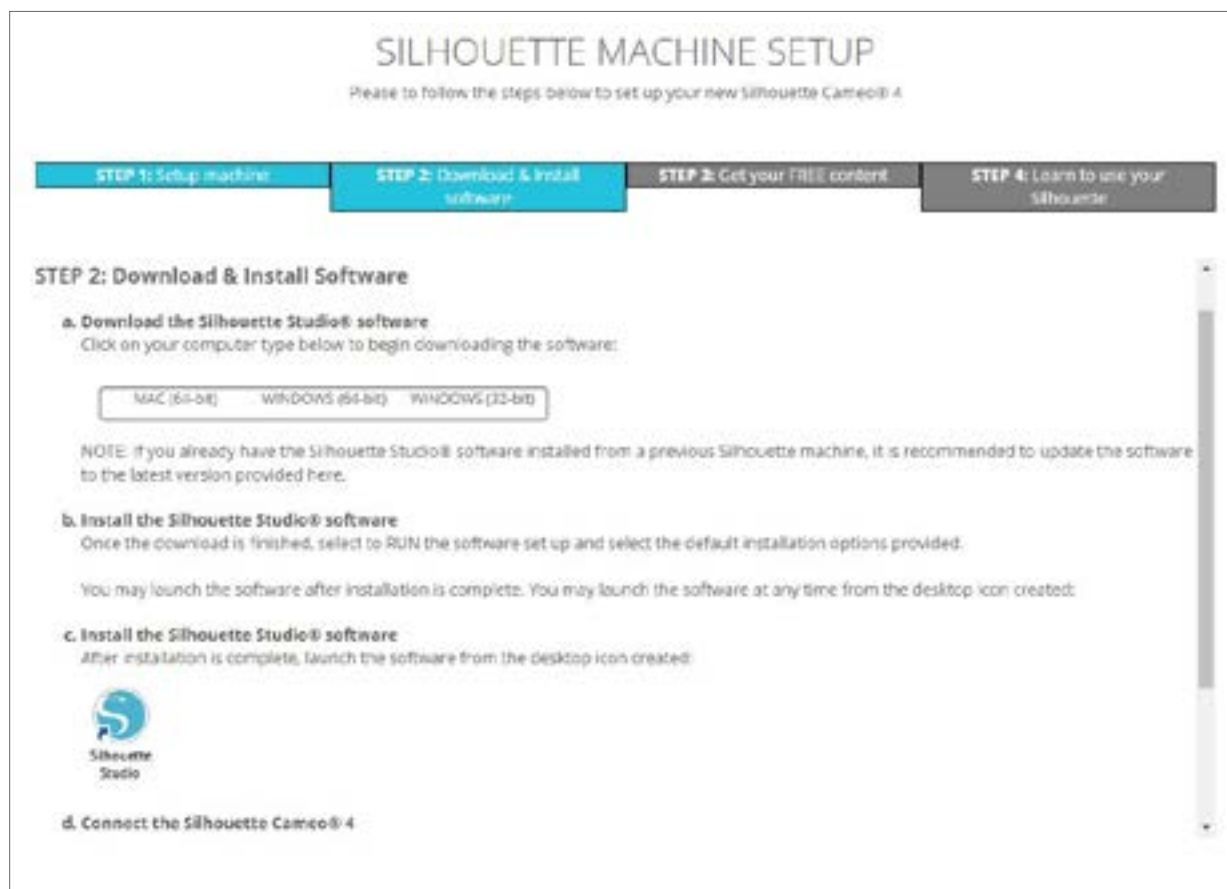 SILHOUETTE MACHINE SETUP
Please to follow the steps below to set up your new Silhouette Cameo® 4
STEP 1: Setup machine
STEP 2: Download & Install
software
STEP 3: Get your FREE content
STEP 4: Learn to use your
Silhouette
STEP 2: Download & Install Software
a. Download the Silhouette Studio® software
Click on your computer type below to begin downloading the software:
MAC (64-bit) WINDOWS (64-bit) WINDOWS (32-bit)
NOTE: If you already have the Silhouette Studio® software installed from a previous Silhouette machine, it is recommended to update the software
to the latest version provided here.
b. Install the Silhouette Studio® software
Once the download is finished, select to RUN the software set up and select the default installation options provided.
You may launch the software after installation is complete. You may launch the software at any time from the desktop icon created:
c. Install the Silhouette Studio® software
After installation is complete, launch the software from the desktop icon created:
Silhouette
Studio
d. Connect the Silhouette Cameo® 4